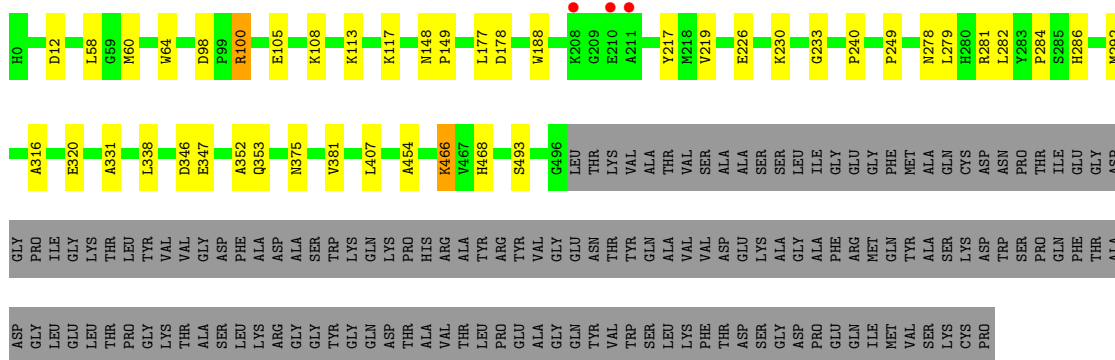 H0 D12 L58 G59 M60 W64 D98 P99 R100 E105 K108 K113 K117 N148 P149 L177 D178 W188 K208 G209 E210 A211 Y217 M218 V219 E226 K230 G233 P240 P249 N278 L279 H280 R281 L282 Y283 P284 S285 H286
A316 E320 A331 L338 D346 E347 A352 Q353 N375 V381 L407 A454 K466 V467 H468 S493 G496 LEU THR LYS VAL ALA THR VAL SER ALA ALA SER SER LEU ILE GLY GLU GLY PHE MET ALA GLN CYS ASP ASN PRO THR ILE GLU GLY ASP
GLY PRO ILE GLY LYS THR PRO LEU TYR VAL VAL GLY ASP PHE ALA ASP ALA SER TRP LYS GLN LYS PRO HIS ARG ALA TYR PRO ARG TYR VAL GLY GLU ASN THR TYR GLN ALA VAL VAL ASP GLU LYS ALA GLY ALA PHE ARG MET GLN TYR ALA SER LYS ASP TRP SER PRO GLN PHE THR ALA
ASP GLY LEU GLU LEU THR PRO GLY LYS THR ALA SER LEU LYS ARG GLY GLY TYR GLY GLN ASP THR ALA VAL THR LEU PRO GLU ALA GLY GLN TYR VAL TRP SER LEU LYS PHE THR ASP SER GLY ASP PRO GLU GLN ILE MET VAL SER LYS CYS PRO